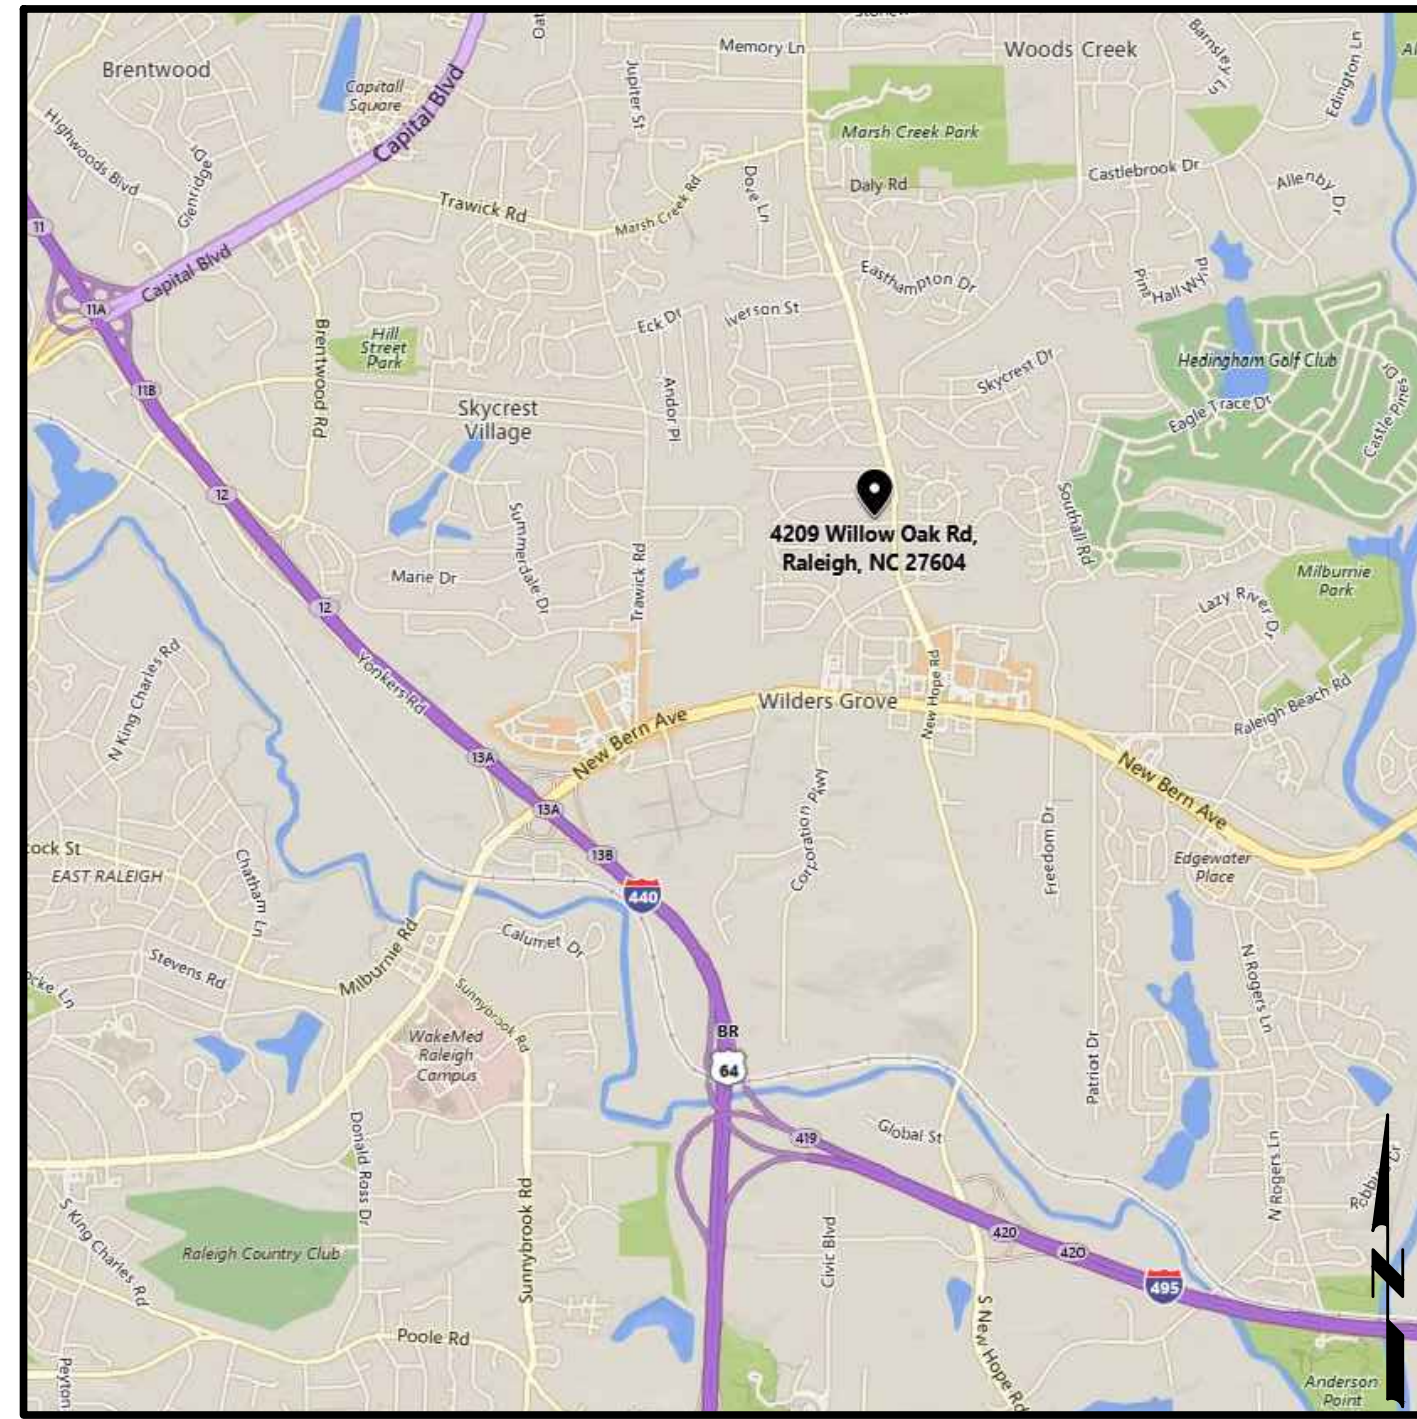 Memory Ln
Woods Creek
Barnsley Ln
Edington Ln
Brentwood
Capitall
Square
Capital Blvd
Jupiter St
Marsh Creek Park
Highwoods Blvd
Glenridge Dr
Castlebrook Dr
Allenby Dr
Daly Rd
Dove Ln
Trawick Rd
Marsh Creek Rd
11
Capital Blvd
11A
Easthampton Dr
Iverson St
Eck Dr
Hill
Street
Park
Brentwood Rd
Skycrest Dr
Hedingham Golf Club
11B
Andor Pl
Eagle Trace Dr
Castle Pines Dr
Skycrest
Village
12
Southall Rd
4209 Willow Oak Rd,
Raleigh, NC 27604
Summerdale Dr
Marie Dr
Trawick Rd
Milburnie
Park
Lazy River Dr
12
Yonkers Rd
N King Charles Rd
Wilders Grove
New Hope Rd
Raleigh Beach Rd
New Bern Ave
New Bern Ave
13A
13A
Corporation Pkwy
Freedom Dr
13B
Edgewater
Place
cock St
EAST RALEIGH
Chatham Ln
440
Milburnie Rd
Calumet Dr
Stevens Rd
N Rogers Ln
ocke Ln
Sunnybrook Rd
WakeMed
Raleigh
Campus
BR
64
Patriot Dr
Donald Ross Dr
419
Global St
N Rogers Ln
S King Charles Rd
Sunnybrook Rd
Raleigh Country Club
Civic Blvd
420
420
495
S New Hope Rd
Poole Rd
Peyton
Anderson
Point
N